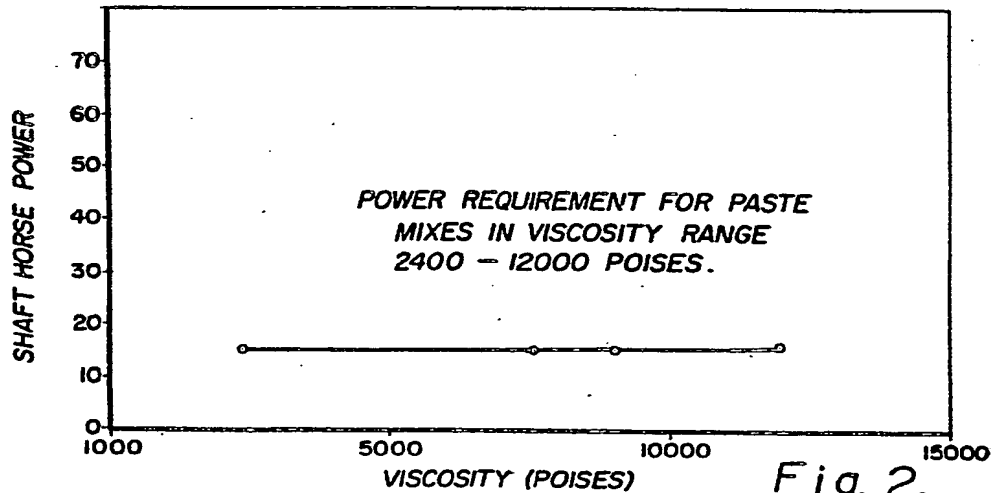 70
60
50
40
30
20
10
0
SHAFT HORSE POWER
POWER REQUIREMENT FOR PASTE
MIXES IN VISCOSITY RANGE
2400 - 12000 POISES.
1000 5000 10000 15000
VISCOSITY (POISES)
Fig. 2.